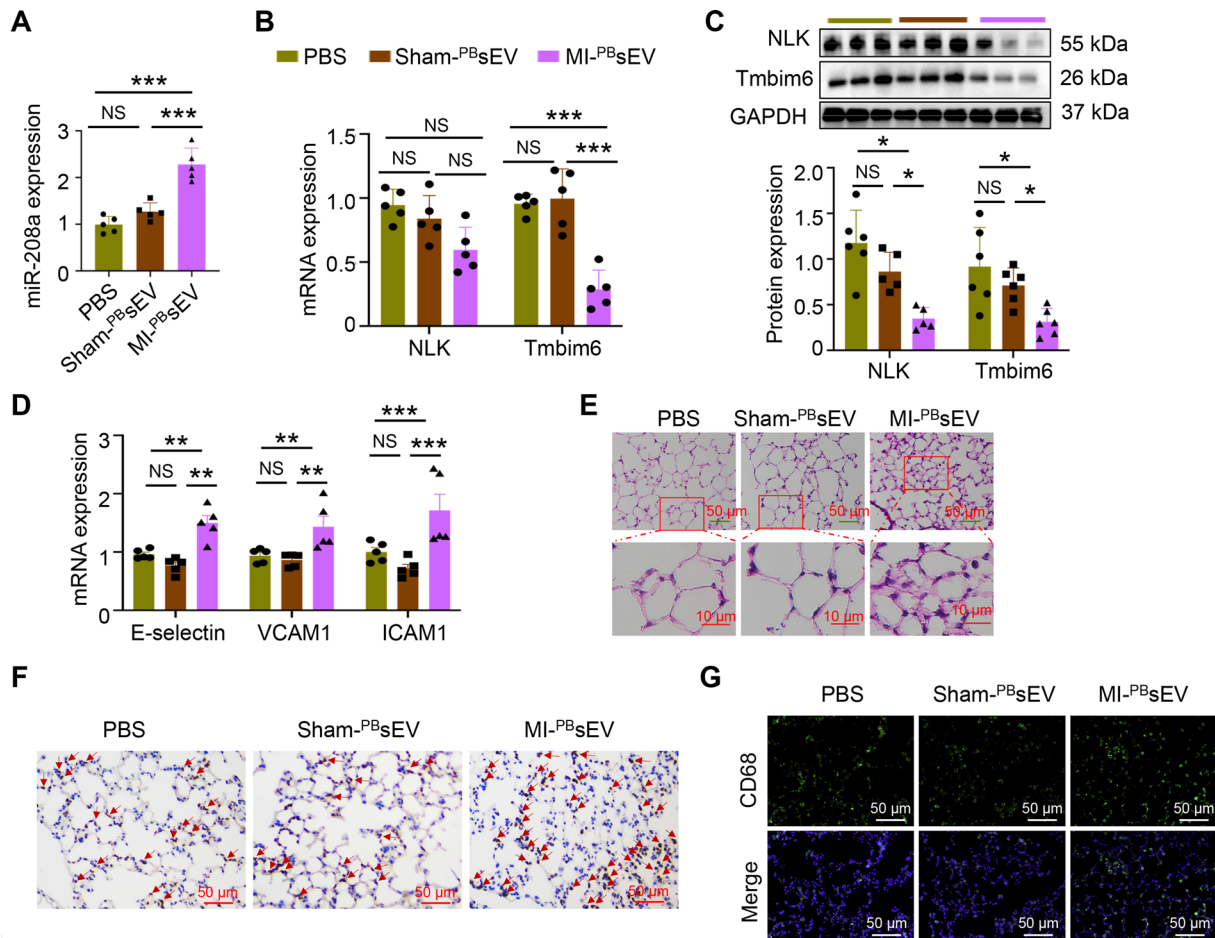 A
miR-208a expression
3
2
1
0
***
NS
***
PBS
Sham-PBsEV
MI-PBsEV
B
PBS
Sham-PBsEV
MI-PBsEV
mRNA expression
1.5
1.0
0.5
0.0
NS
NS
NS
***
NS
***
NLK
Tmbim6
C
NLK
55 kDa
Tmbim6
26 kDa
GAPDH
37 kDa
Protein expression
2.0
1.5
1.0
0.5
0.0
*
NS
*
*
NS
*
NLK
Tmbim6
D
mRNA expression
3
2
1
0
**
NS
**
**
NS
**
***
NS
***
E-selectin
VCAM1
ICAM1
E
PBS
Sham-PBsEV
MI-PBsEV
50 μm
50 μm
50 μm
10 μm
10 μm
10 μm
F
PBS
Sham-PBsEV
MI-PBsEV
50 μm
50 μm
50 μm
G
PBS
Sham-PBsEV
MI-PBsEV
CD68
50 μm
50 μm
50 μm
Merge
50 μm
50 μm
50 μm